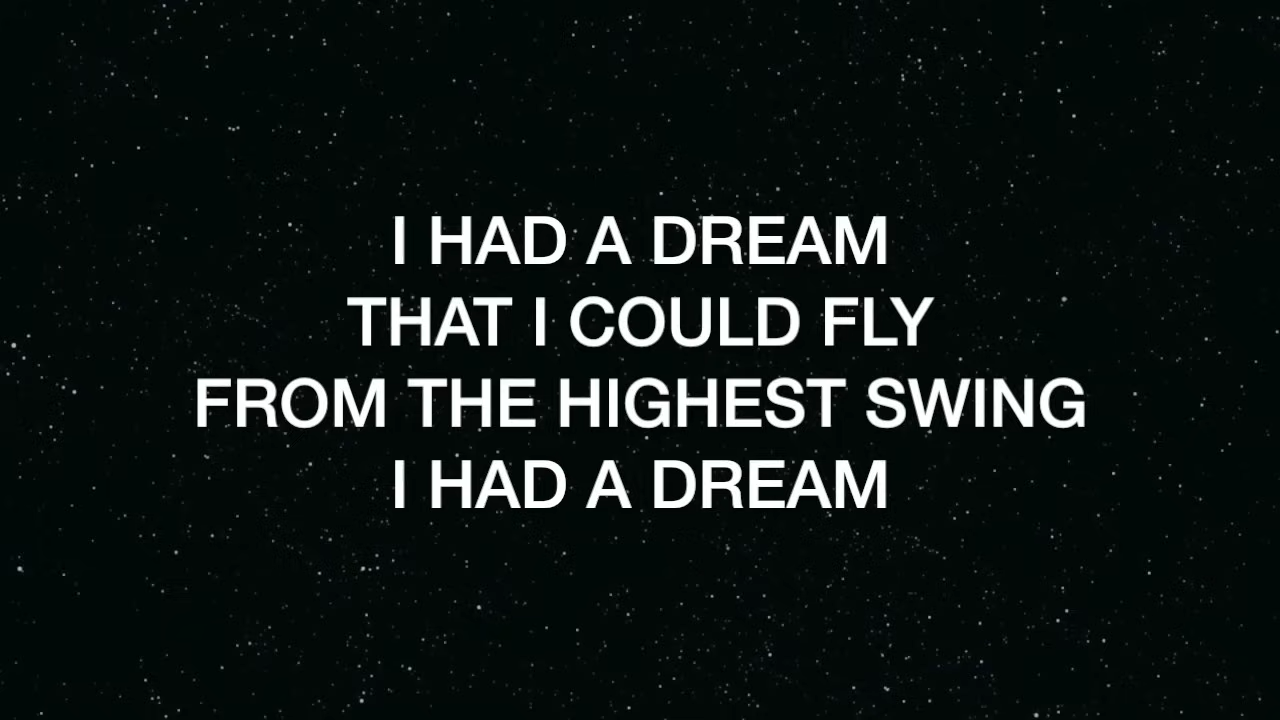 I HAD A DREAM
THAT I COULD FLY
FROM THE HIGHEST SWING
I HAD A DREAM